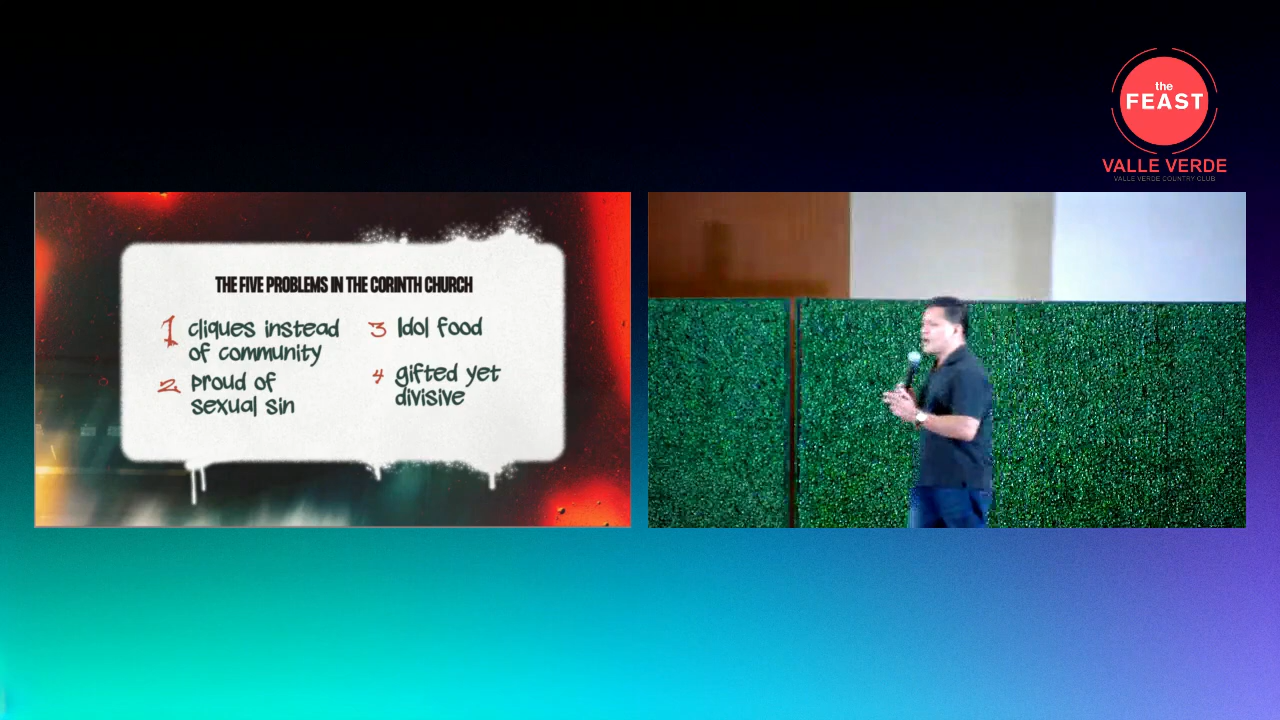 the
FEAST
VALLE VERDE
VALLE VERDE COUNTRY CLUB
THE FIVE PROBLEMS IN THE CORINTH CHURCH
1 cliques instead
of community
2 proud of
sexual sin
3 Idol food
4 gifted yet
divisive